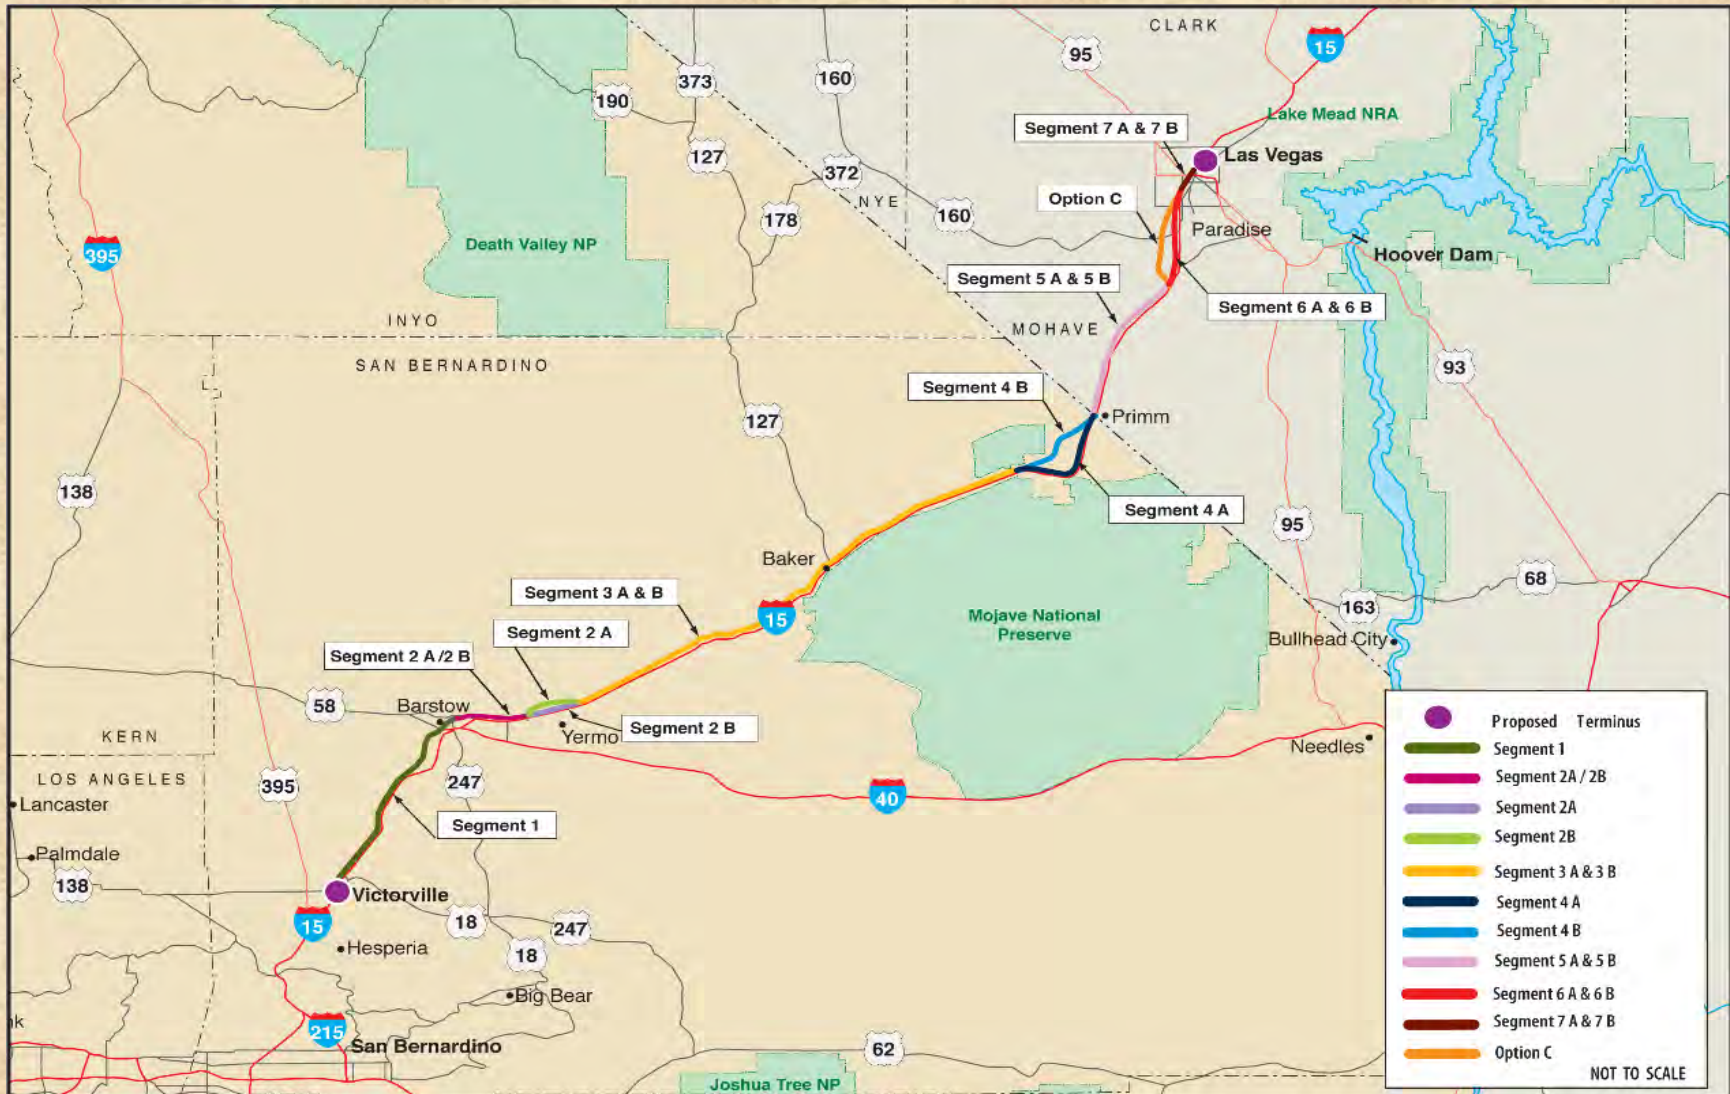 CLARK
95
15
373
160
190
Lake Mead NRA
Segment 7 A & 7 B
Las Vegas
127
372
NYE
Option C
178
160
Paradise
395
Death Valley NP
Hoover Dam
Segment 5 A & 5 B
Segment 6 A & 6 B
INYO
MOHAVE
SAN BERNARDINO
93
Segment 4 B
Primm
127
138
Segment 4 A
95
Baker
68
Segment 3 A & B
163
15
Mojave National
Preserve
Segment 2 A
Bullhead City
Segment 2 A /2 B
58
Barstow
Segment 2 B
Yermo
KERN
Needles
LOS ANGELES
395
247
40
Lancaster
Segment 1
Palmdale
138
Victorville
15
18
247
Hesperia
18
Big Bear
nk
215
San Bernardino
62
Joshua Tree NP
Proposed Terminus
Segment 1
Segment 2A / 2B
Segment 2A
Segment 2B
Segment 3 A & 3 B
Segment 4 A
Segment 4 B
Segment 5 A & 5 B
Segment 6 A & 6 B
Segment 7 A & 7 B
Option C
NOT TO SCALE